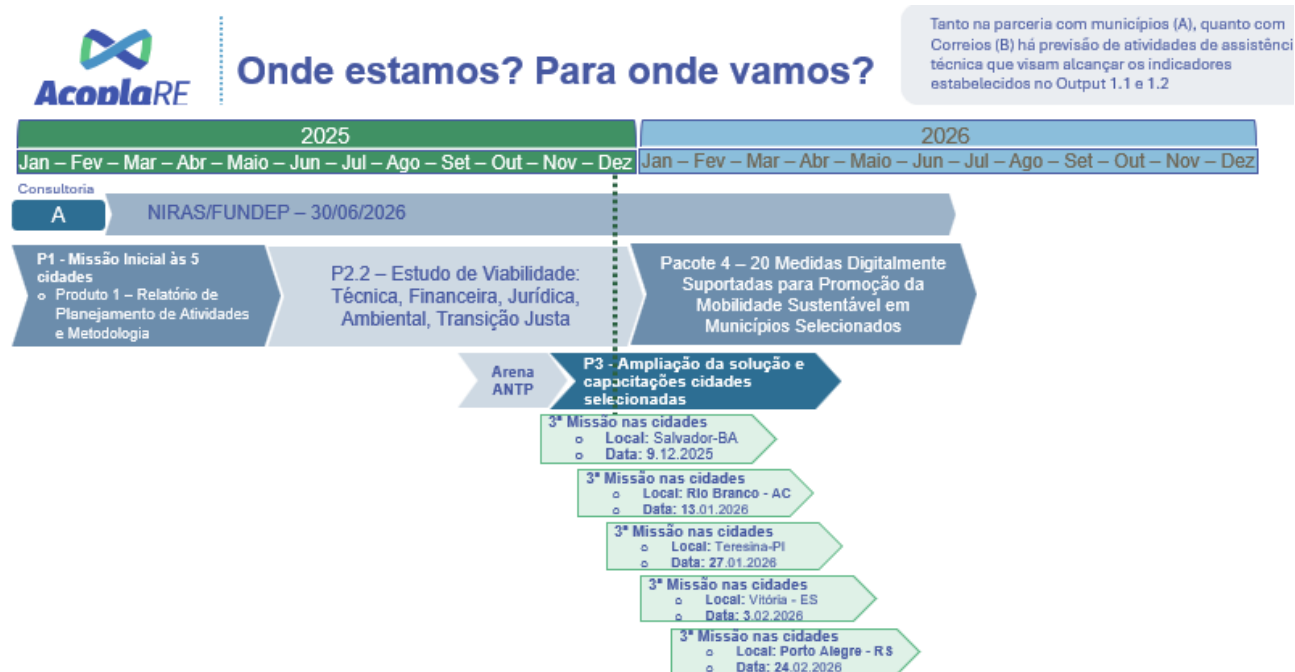 AcoplaRE
Onde estamos? Para onde vamos?
Tanto na parceria com municípios (A), quanto com
Correios (B) há previsão de atividades de assistênci
técnica que visam alcançar os indicadores
estabelecidos no Output 1.1 e 1.2
2025
2026
Jan – Fev – Mar – Abr – Maio – Jun – Jul – Ago – Set – Out – Nov – Dez
Jan – Fev – Mar – Abr – Maio – Jun – Jul – Ago – Set – Out – Nov – Dez
Consultoria
A
NIRAS/FUNDEP – 30/06/2026
P1 - Missão Inicial às 5
cidades
o Produto 1 – Relatório de
Planejamento de Atividades
e Metodologia
P2.2 – Estudo de Viabilidade:
Técnica, Financeira, Jurídica,
Ambiental, Transição Justa
Pacote 4 – 20 Medidas Digitalmente
Suportadas para Promoção da
Mobilidade Sustentável em
Municípios Selecionados
Arena
ANTP
P3 - Ampliação da solução e
capacitações cidades
selecionadas
3ª Missão nas cidades
o Local: Salvador-BA
o Data: 9.12.2025
3ª Missão nas cidades
o Local: Rio Branco - AC
o Data: 13.01.2026
3ª Missão nas cidades
o Local: Teresina-PI
o Data: 27.01.2026
3ª Missão nas cidades
o Local: Vitória - ES
o Data: 3.02.2026
3ª Missão nas cidades
o Local: Porto Alegre - RS
o Data: 24.02.2026